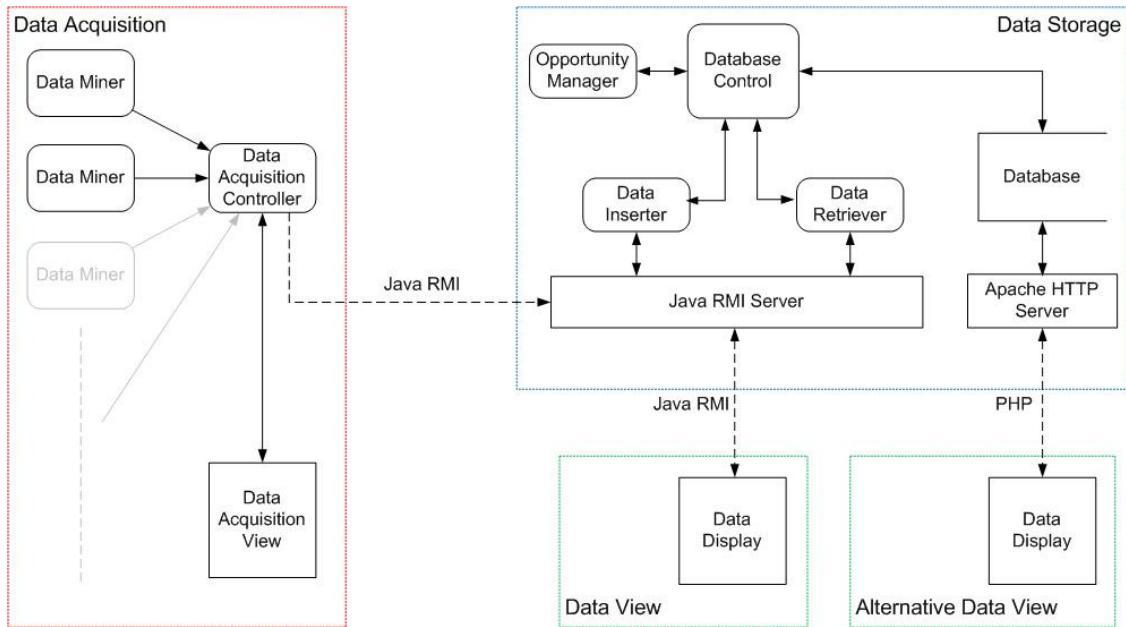 Data Acquisition
Data Miner
Data Miner
Data Miner
Data
Acquisition
Controller
Data
Acquisition
View
Java RMI
Data Storage
Opportunity
Manager
Database
Control
Data
Inserter
Data
Retriever
Database
Java RMI Server
Apache HTTP
Server
Java RMI
PHP
Data
Display
Data View
Data
Display
Alternative Data View